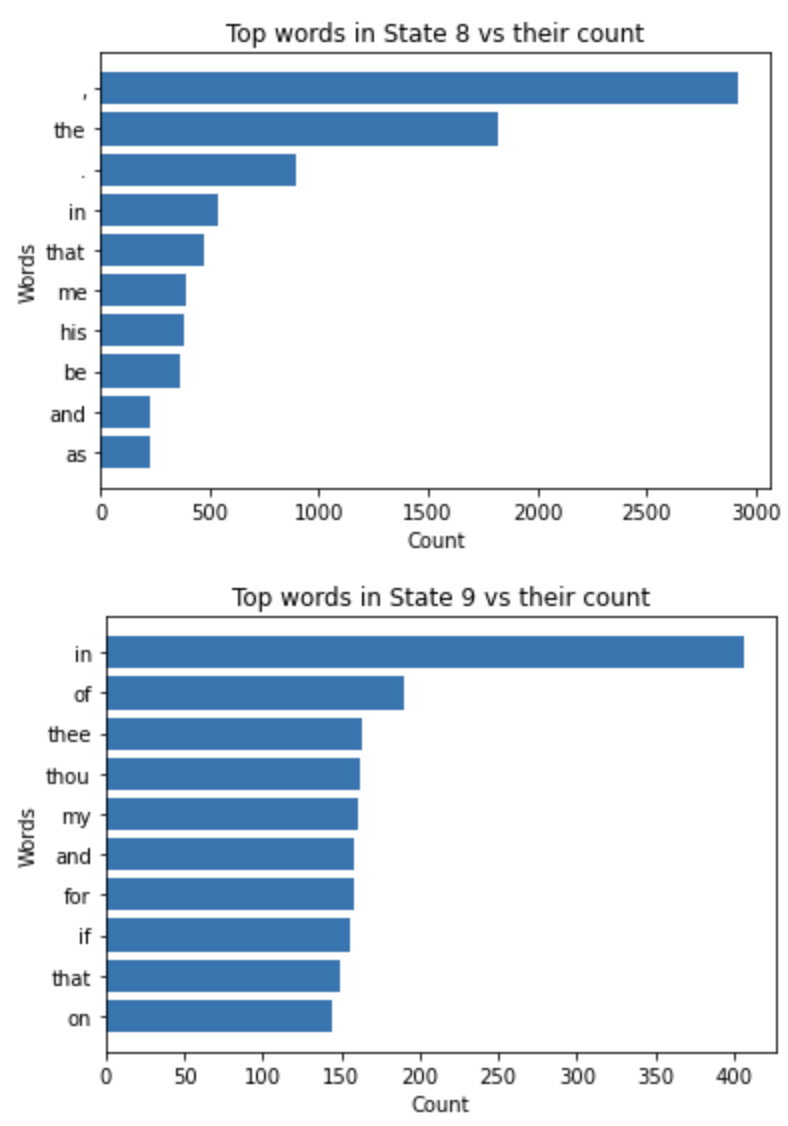 Top words in State 8 vs their count
,
the
.
in
that
me
his
be
and
as
Words
0 500 1000 1500 2000 2500 3000
Count
Top words in State 9 vs their count
in
of
thee
thou
my
and
for
if
that
on
Words
0 50 100 150 200 250 300 350 400
Count